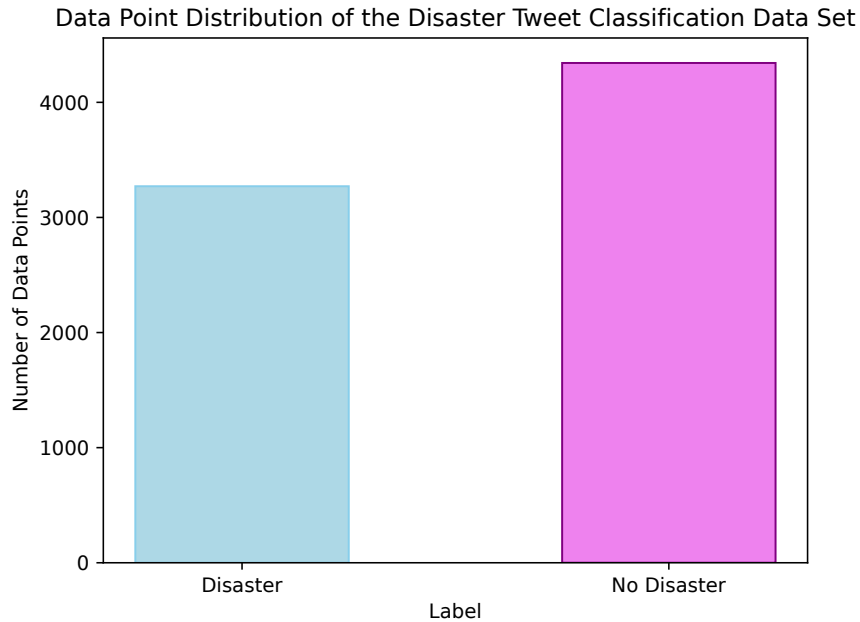 Data Point Distribution of the Disaster Tweet Classification Data Set
Number of Data Points
4000
3000
2000
1000
0
Disaster
No Disaster
Label